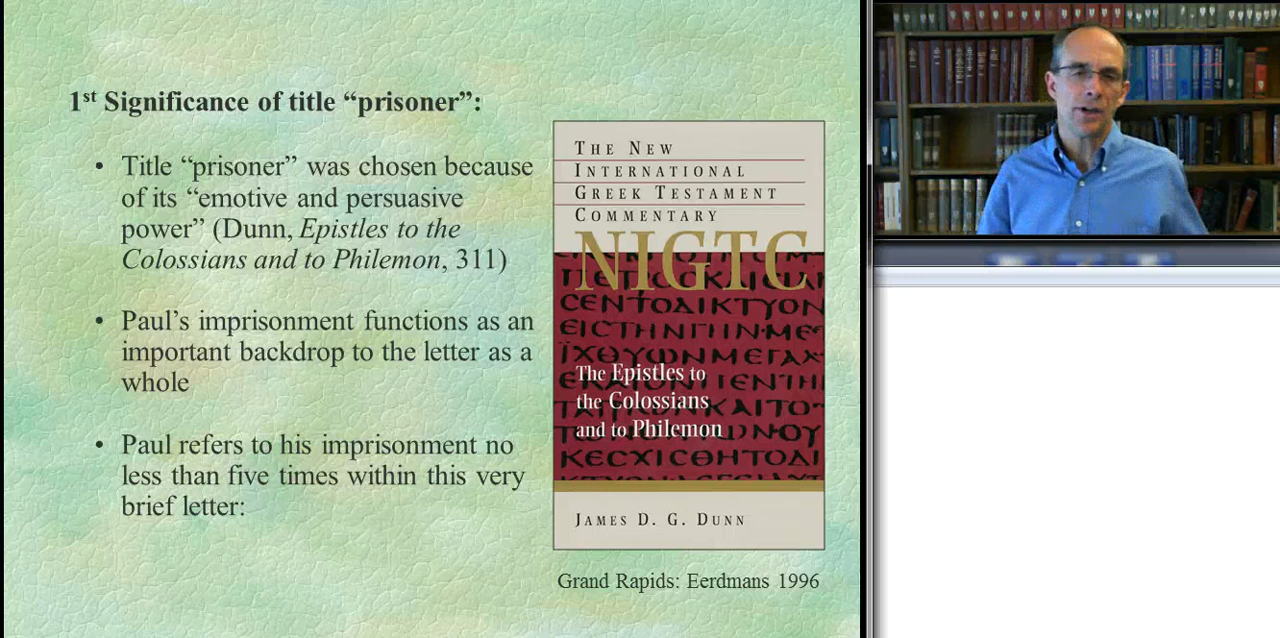 1st Significance of title “prisoner”:
• Title “prisoner” was chosen because
of its “emotive and persuasive
power” (Dunn, Epistles to the
Colossians and to Philemon, 311)
• Paul’s imprisonment functions as an
important backdrop to the letter as a
whole
• Paul refers to his imprisonment no
less than five times within this very
brief letter:
THE NEW
INTERNATIONAL
GREEK TESTAMENT
COMMENTARY
NIGTC
CENTOΔIKTYON
The Epistles to
the Colossians
and to Philemon
JAMES D. G. DUNN
Grand Rapids: Eerdmans 1996